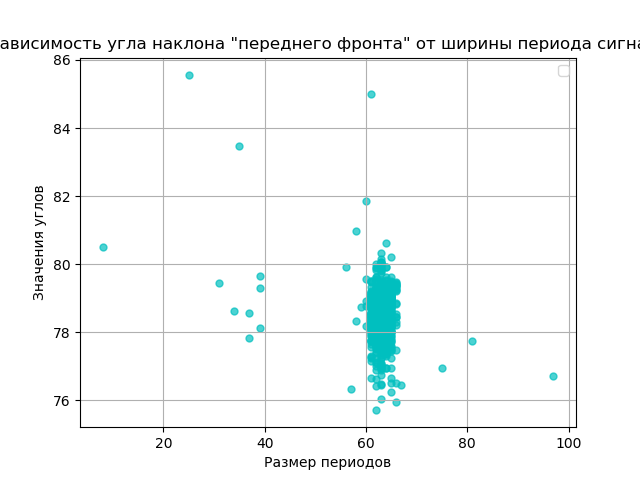 ависимость угла наклона "переднего фронта" от ширины периода сигна
86
84
82
80
78
76
Значения углов
20 40 60 80 100
Размер периодов